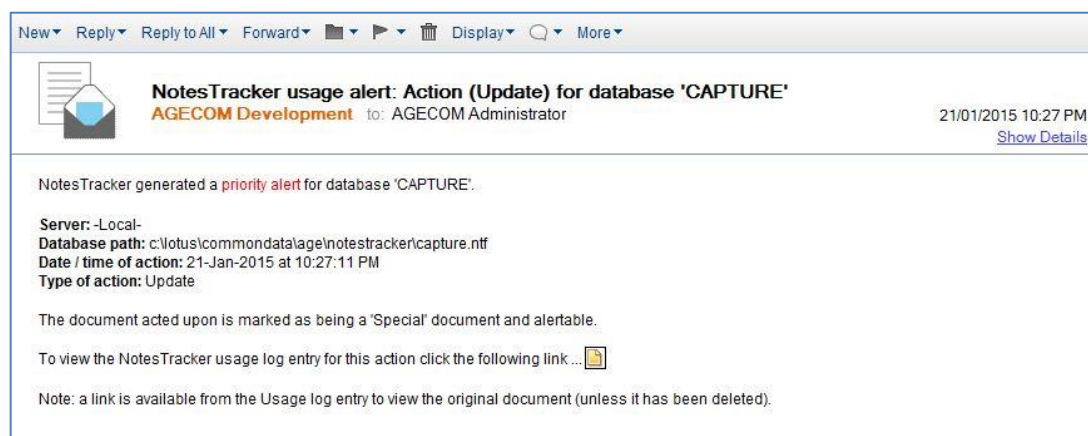 New Reply Reply to All Forward Display More
NotesTracker usage alert: Action (Update) for database 'CAPTURE'
AGECOM Development to: AGECOM Administrator
21/01/2015 10:27 PM
Show Details
NotesTracker generated a priority alert for database 'CAPTURE'.
Server: -Local-
Database path: c:\lotus\commondata\age\notestracker\capture.ntf
Date / time of action: 21-Jan-2015 at 10:27:11 PM
Type of action: Update
The document acted upon is marked as being a 'Special' document and alertable.
To view the NotesTracker usage log entry for this action click the following link ...
Note: a link is available from the Usage log entry to view the original document (unless it has been deleted).